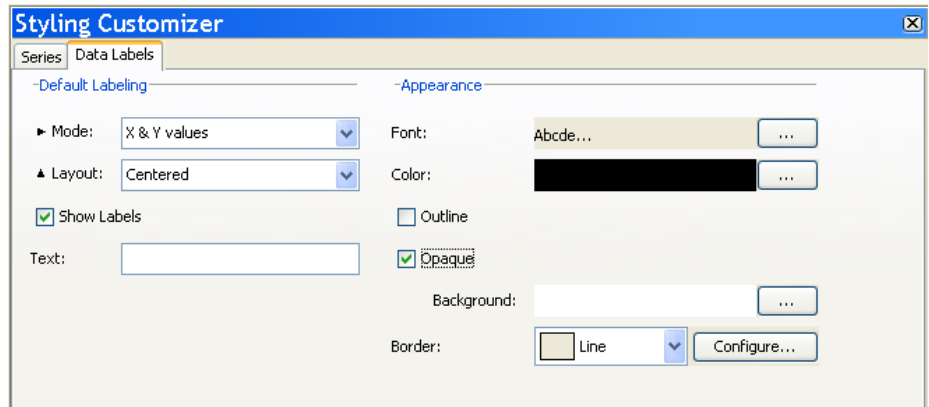 Styling Customizer
Series Data Labels
Default Labeling
Mode: X & Y values
Layout: Centered
Show Labels
Text:
Appearance
Font: Abcde... ...
Color: ...
Outline
Opaque
Background: ...
Border: Line Configure...